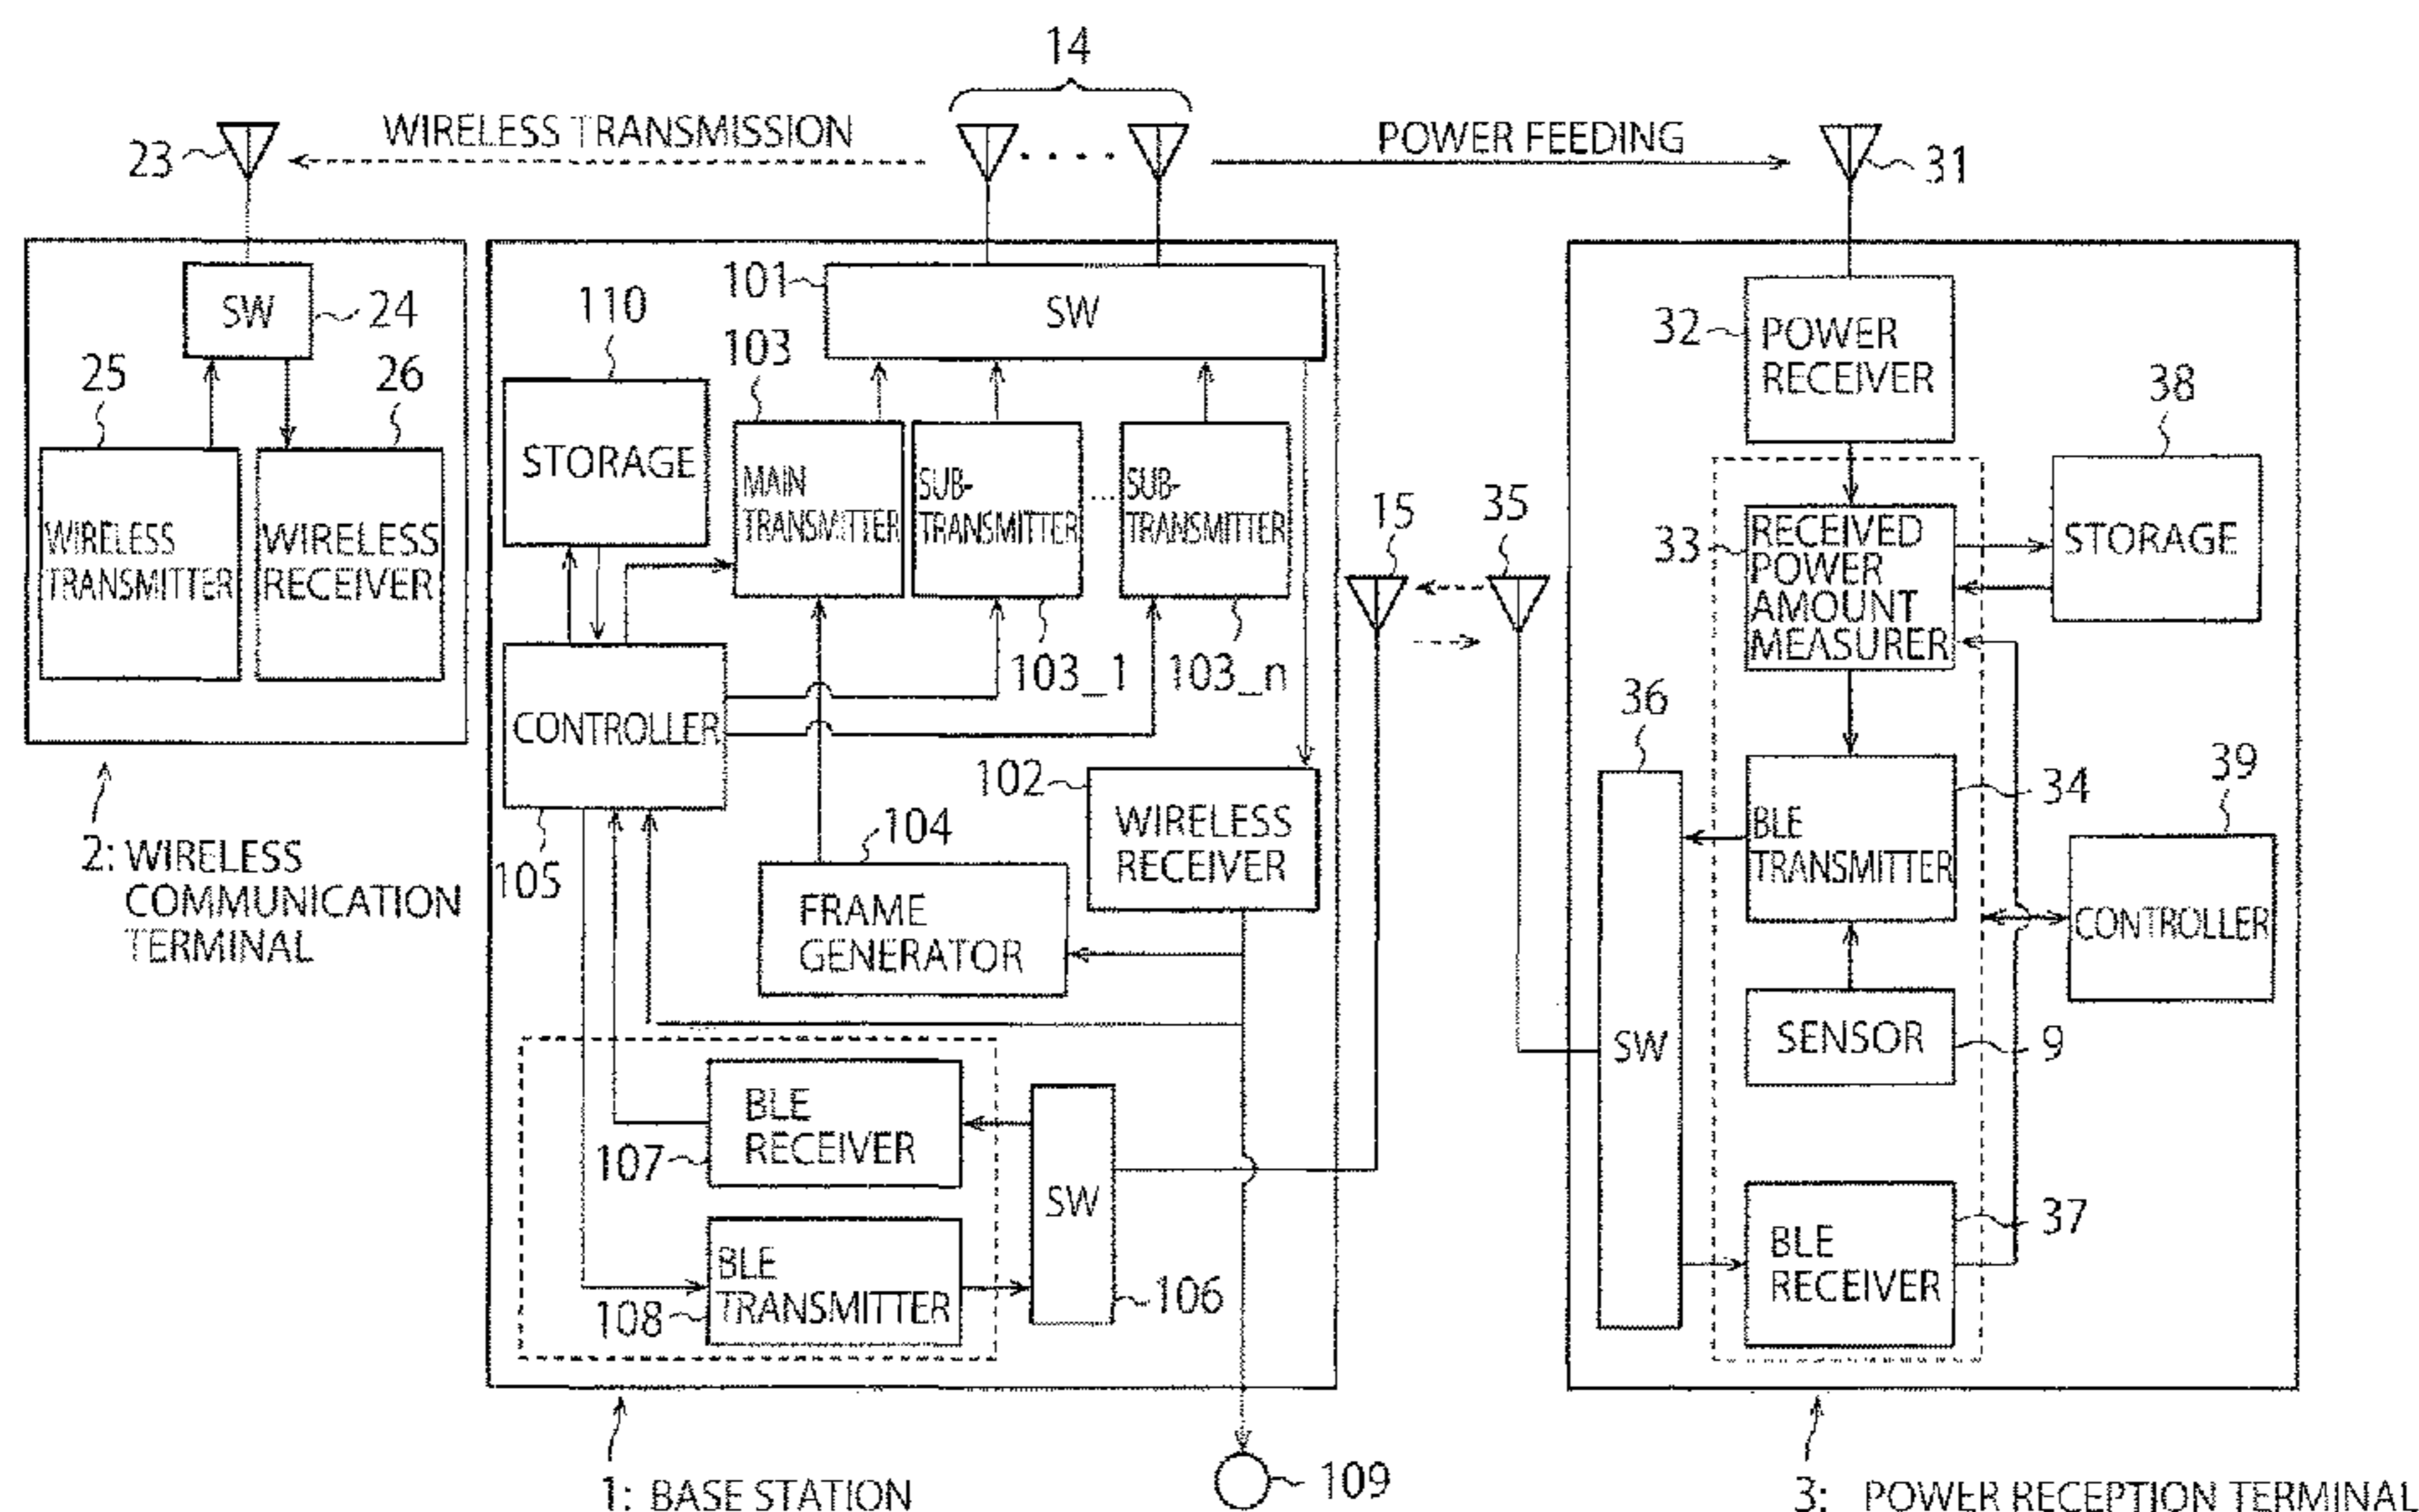 14
WIRELESS TRANSMISSION
POWER FEEDING
23
31
SW
24
25
26
WIRELESS
TRANSMITTER
WIRELESS
RECEIVER
2: WIRELESS
COMMUNICATION
TERMINAL
101
SW
110
103
STORAGE
MAIN
TRANSMITTER
SUB-
TRANSMITTER
...
SUB-
TRANSMITTER
103_1
103_n
CONTROLLER
105
102
WIRELESS
RECEIVER
104
FRAME
GENERATOR
BLE
RECEIVER
107
BLE
TRANSMITTER
108
SW
106
109
1: BASE STATION
15
35
32
POWER
RECEIVER
38
33
RECEIVED
POWER
AMOUNT
MEASURER
STORAGE
36
SW
34
BLE
TRANSMITTER
39
CONTROLLER
SENSOR
9
37
BLE
RECEIVER
3: POWER RECEPTION TERMINAL